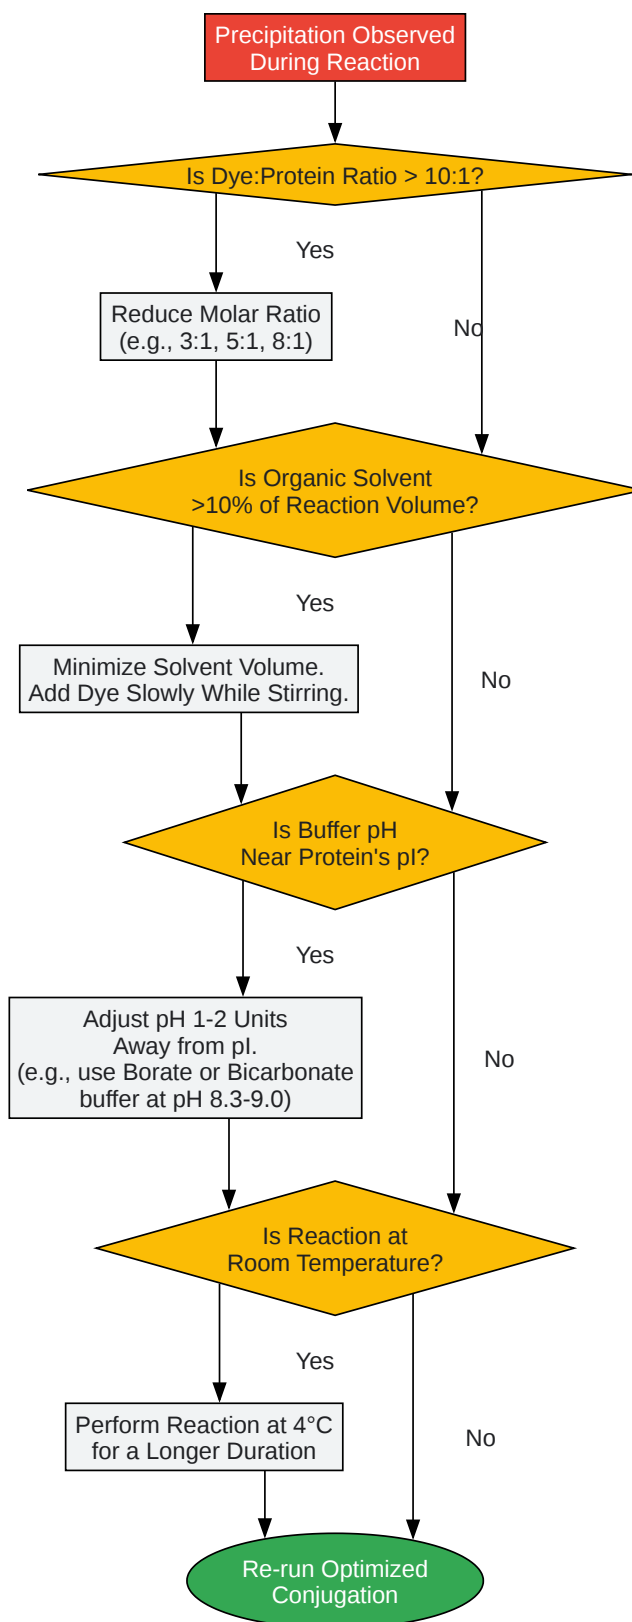 Precipitation Observed
During Reaction
Is Dye:Protein Ratio > 10:1?
Yes
Reduce Molar Ratio
(e.g., 3:1, 5:1, 8:1)
No
Is Organic Solvent
>10% of Reaction Volume?
Yes
Minimize Solvent Volume.
Add Dye Slowly While Stirring.
No
Is Buffer pH
Near Protein's pI?
Yes
Adjust pH 1-2 Units
Away from pI.
(e.g., use Borate or Bicarbonate
buffer at pH 8.3-9.0)
No
Is Reaction at
Room Temperature?
Yes
Perform Reaction at 4°C
for a Longer Duration
No
Re-run Optimized
Conjugation